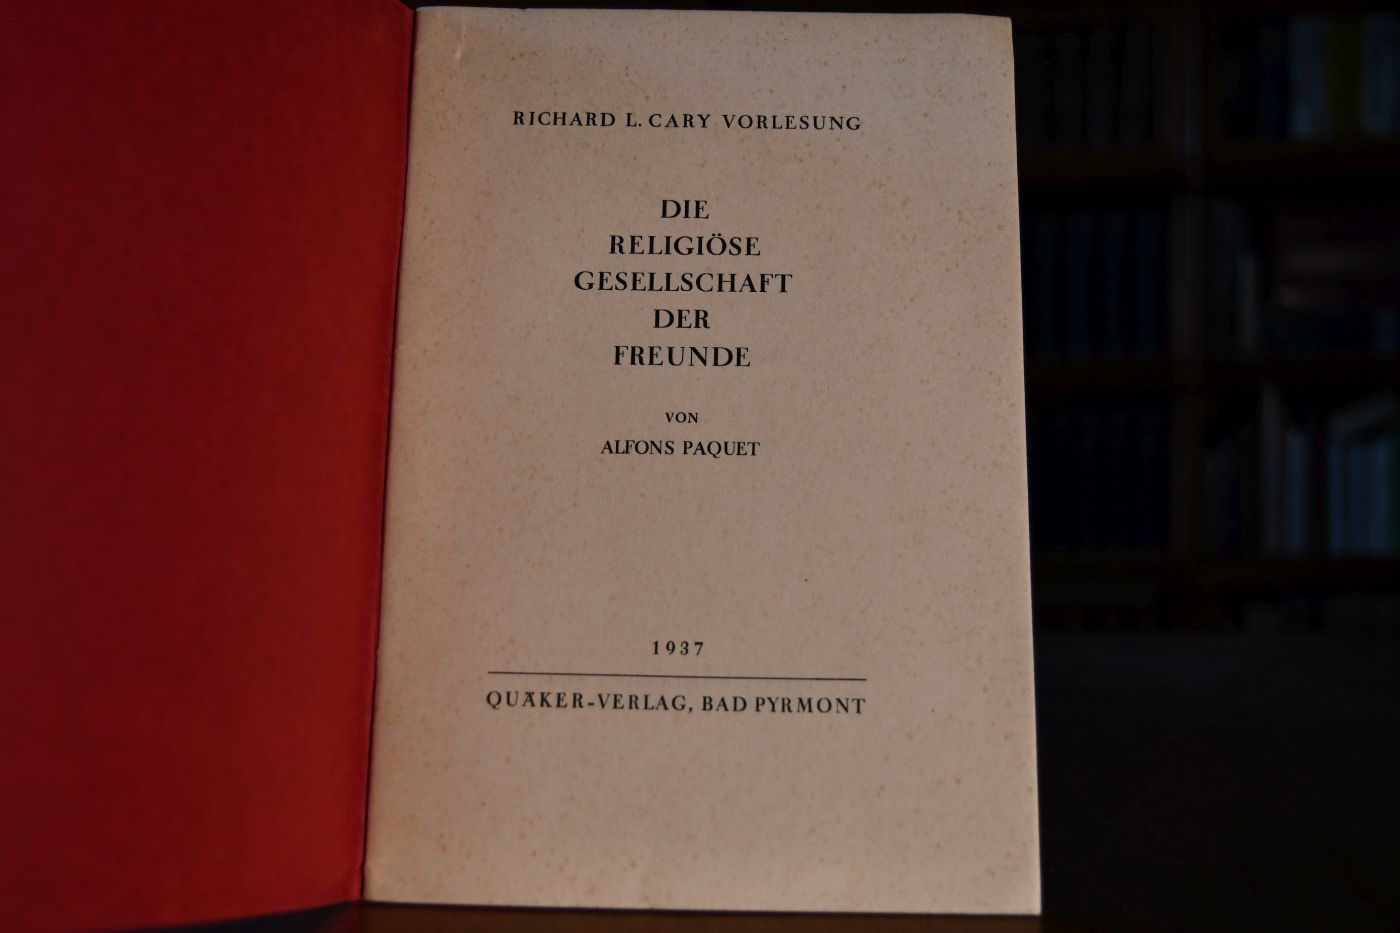 RICHARD L. CARY VORLESUNG
DIE
RELIGIÖSE
GESELLSCHAFT
DER
FREUNDE
VON
ALFONS PAQUET
1937
QUÄKER-VERLAG, BAD PYRMONT